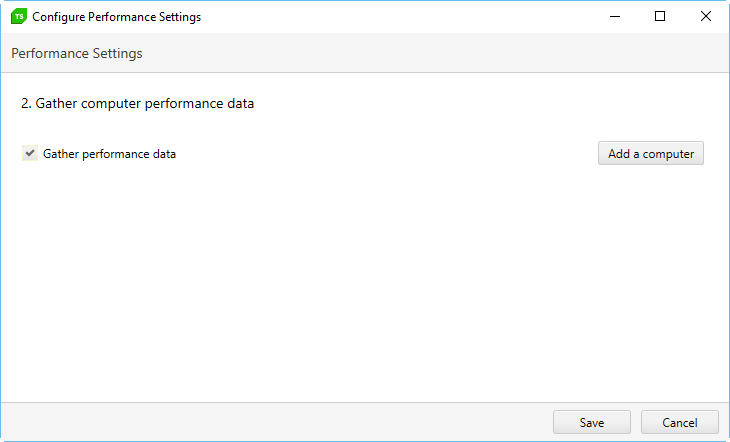 TS Configure Performance Settings
Performance Settings
2. Gather computer performance data
Gather performance data Add a computer
Save Cancel